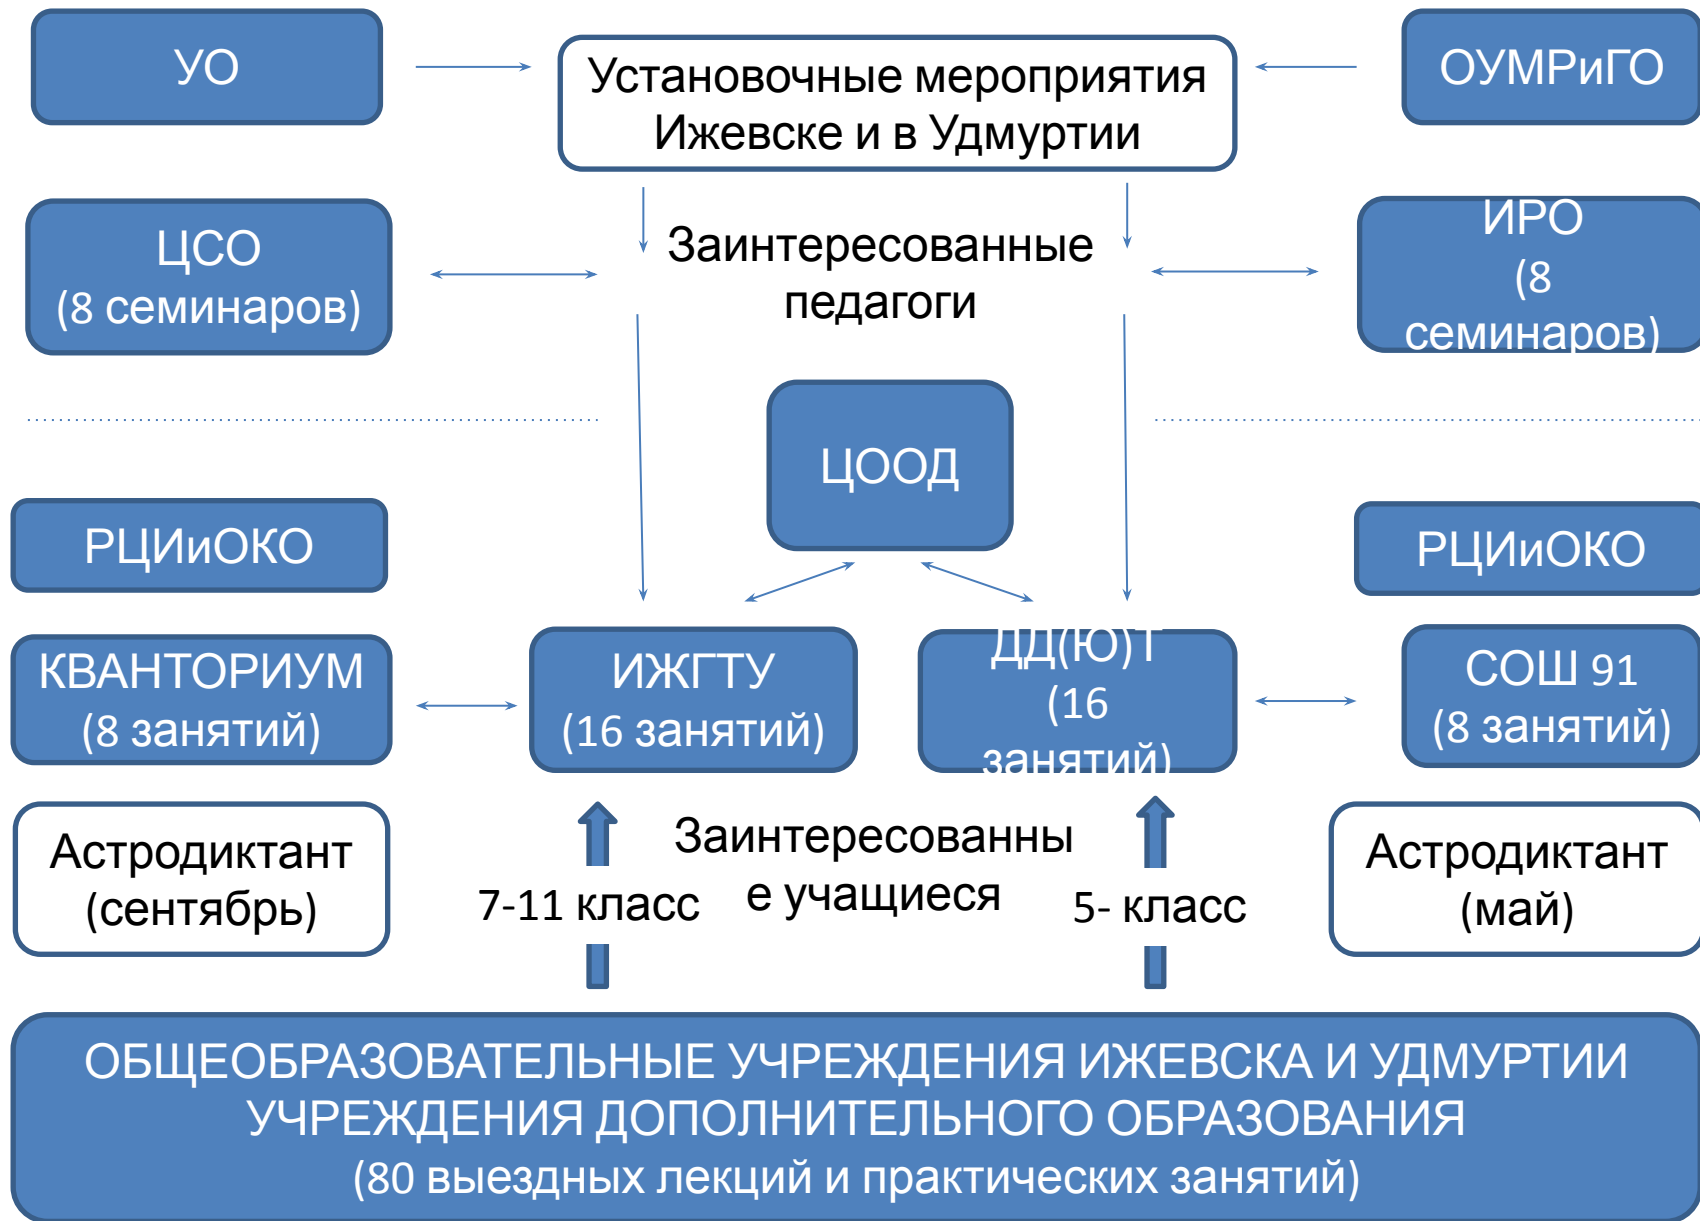 УО
Установочные мероприятия
Ижевске и в Удмуртии
ОУМРиГО
ЦСО
(8 семинаров)
Заинтересованные
педагоги
ИРО
(8
семинаров)
ЦООД
РЦИиОКО
РЦИиОКО
КВАНТОРИУМ
(8 занятий)
ИЖГТУ
(16 занятий)
ДД(Ю)Т
(16
занятий)
СОШ 91
(8 занятий)
Астродиктант
(сентябрь)
7-11 класс
Заинтересованны
е учащиеся
5- класс
Астродиктант
(май)
ОБЩЕОБРАЗОВАТЕЛЬНЫЕ УЧРЕЖДЕНИЯ ИЖЕВСКА И УДМУРТИИ
УЧРЕЖДЕНИЯ ДОПОЛНИТЕЛЬНОГО ОБРАЗОВАНИЯ
(80 выездных лекций и практических занятий)